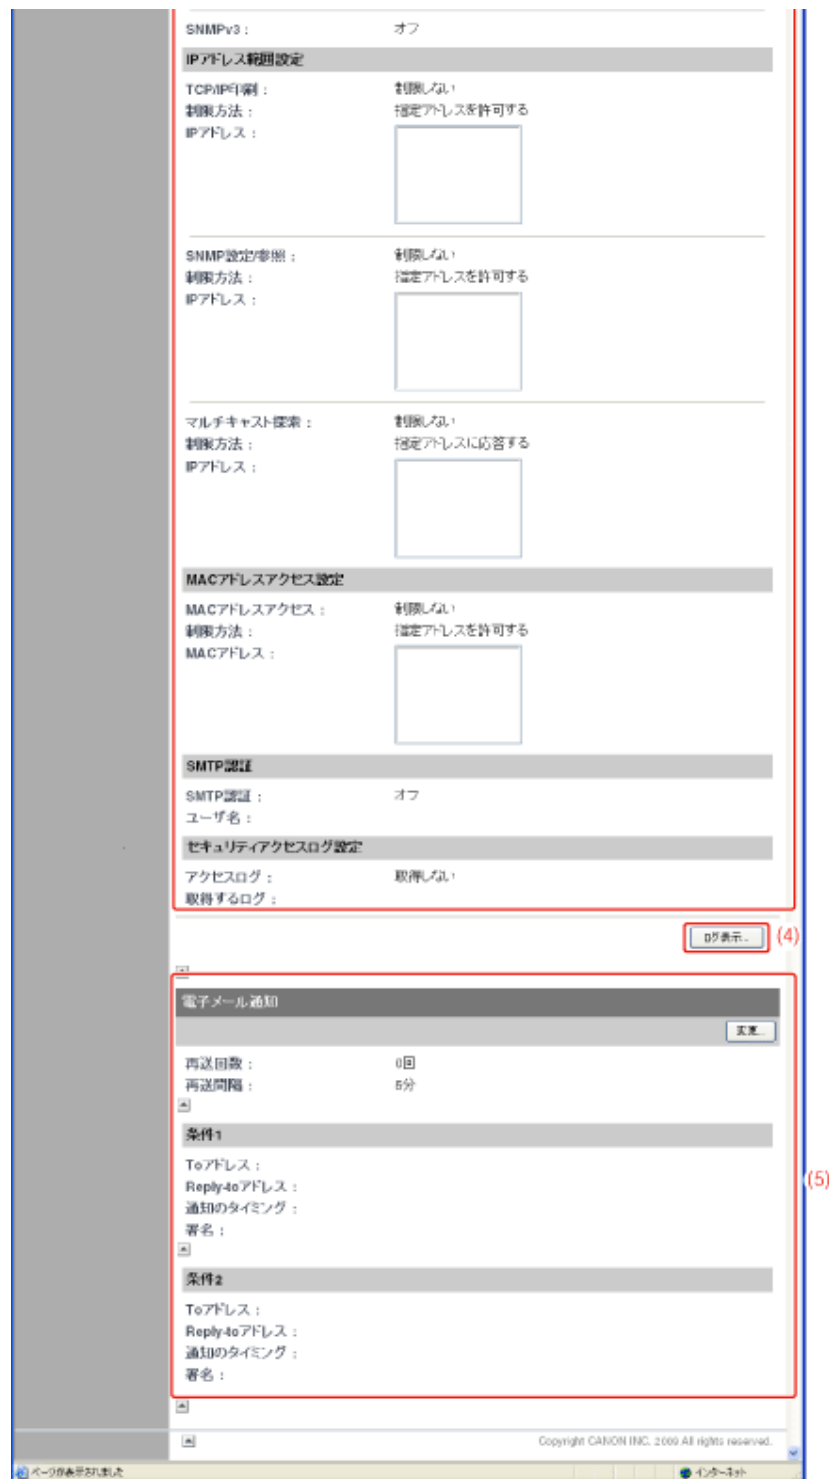 SNMPv3 : オフ
IPアドレス範囲設定
TCP/IP印刷 : 制限しない
制限方法 : 指定アドレスを許可する
IPアドレス :
SNMP設定/参照 : 制限しない
制限方法 : 指定アドレスを許可する
IPアドレス :
マルチキャスト探索 : 制限しない
制限方法 : 指定アドレスに応答する
IPアドレス :
MACアドレスアクセス設定
MACアドレスアクセス : 制限しない
制限方法 : 指定アドレスを許可する
MACアドレス :
SMTP認証
SMTP認証 : オフ
ユーザ名 :
セキュリティアクセスログ設定
アクセスログ : 取得しない
取得するログ :
ログ表示... (4)
電子メール通知
変更...
再送回数 : 0回
再送間隔 : 5分
条件1
Toアドレス :
Reply-toアドレス :
(5)
通知のタイミング :
署名 :
条件2
Toアドレス :
Reply-toアドレス :
通知のタイミング :
署名 :
Copyright CANON INC. 2009 All rights reserved.
ページが表示されました インターネット